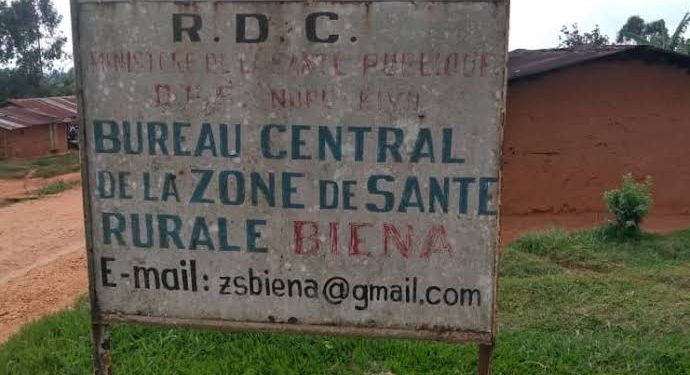 R.D.C.
MINISTERE DE LA SANTE PUBLIQUE
D.P.S. NORD KIVU
BUREAU CENTRAL
DE LA ZONE DE SANTE
RURALE BIENA
E-mail: zsbiena@gmail.com